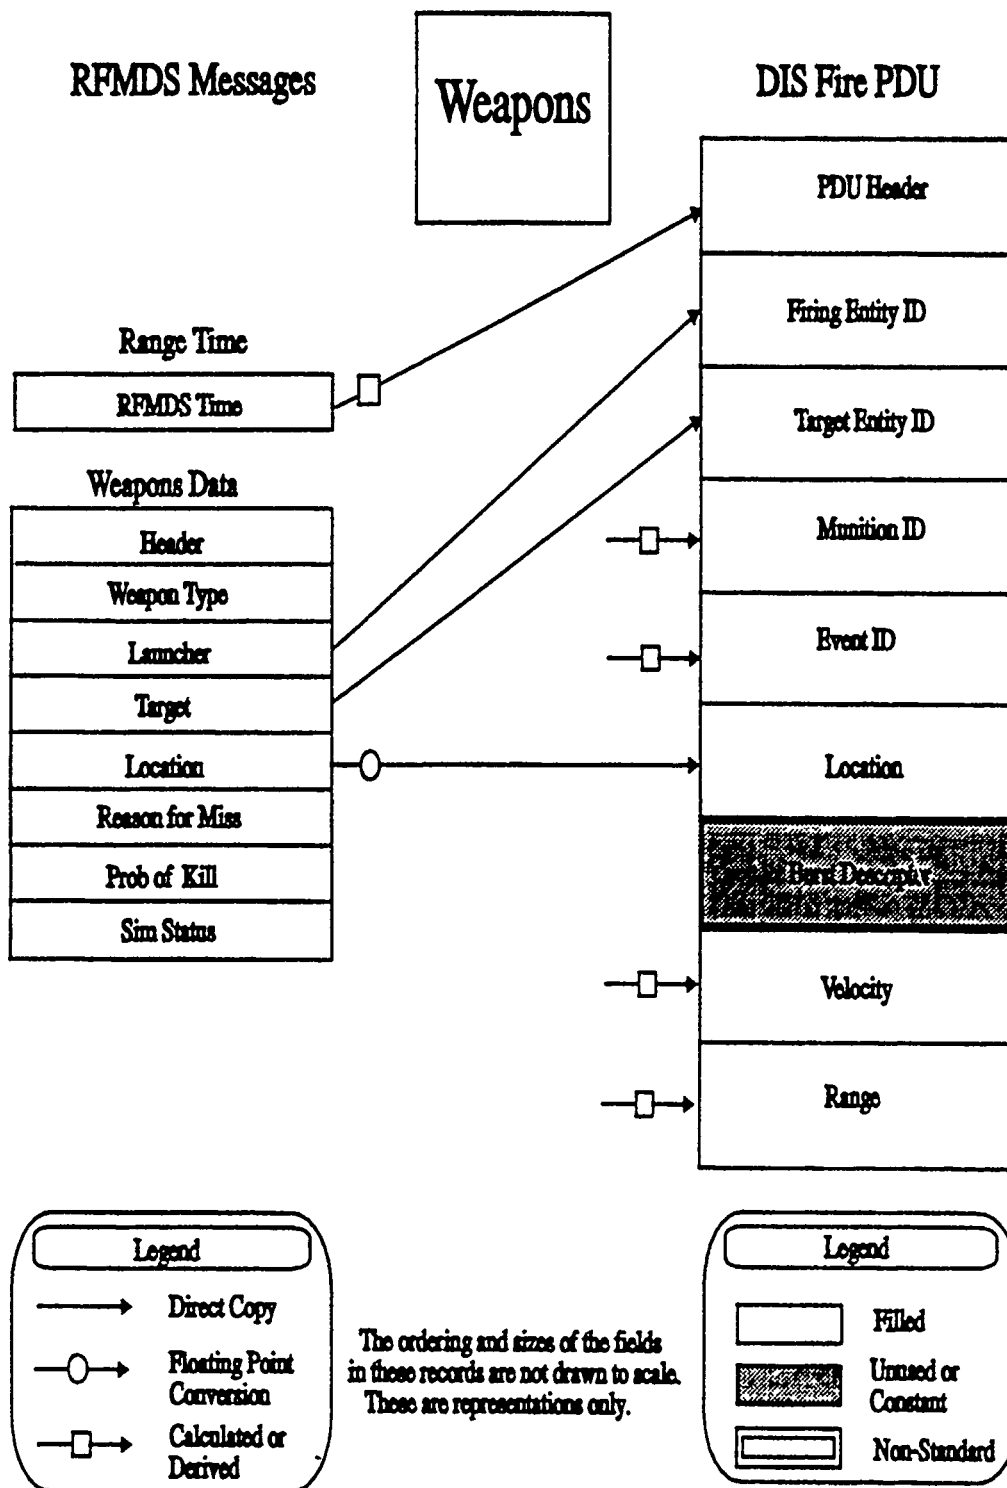 RFMDS Messages
Weapons
DIS Fire PDU
Range Time
RFMDS Time
Weapons Data
Header
Weapon Type
Launcher
Target
Location
Reason for Miss
Prob of Kill
Sim Status
PDU Header
Firing Entity ID
Target Entity ID
Munition ID
Event ID
Location
Burst
Velocity
Range
Legend
Direct Copy
Floating Point
Conversion
Calculated or
Derived
The ordering and sizes of the fields
in these records are not drawn to scale.
These are representations only.
Legend
Filled
Unused or
Constant
Non-Standard